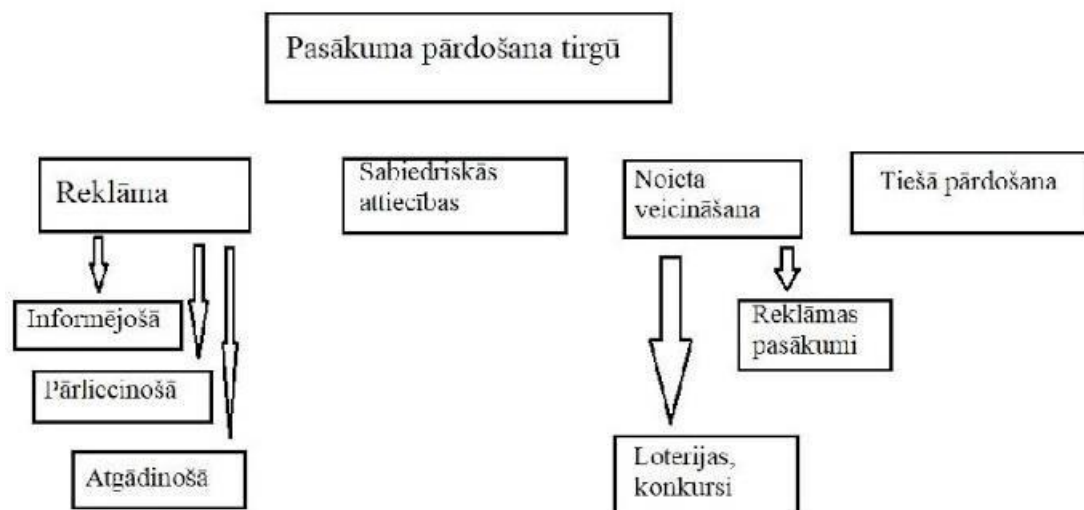 Pasākuma pārdošana tirgū
Reklāma
Sabiedriskās
attiecības
Noieta
veicināšana
Tiešā pārdošana
Informējošā
Pārliecinošā
Atgādinošā
Reklāmas
pasākumi
Loterijas,
konkursi